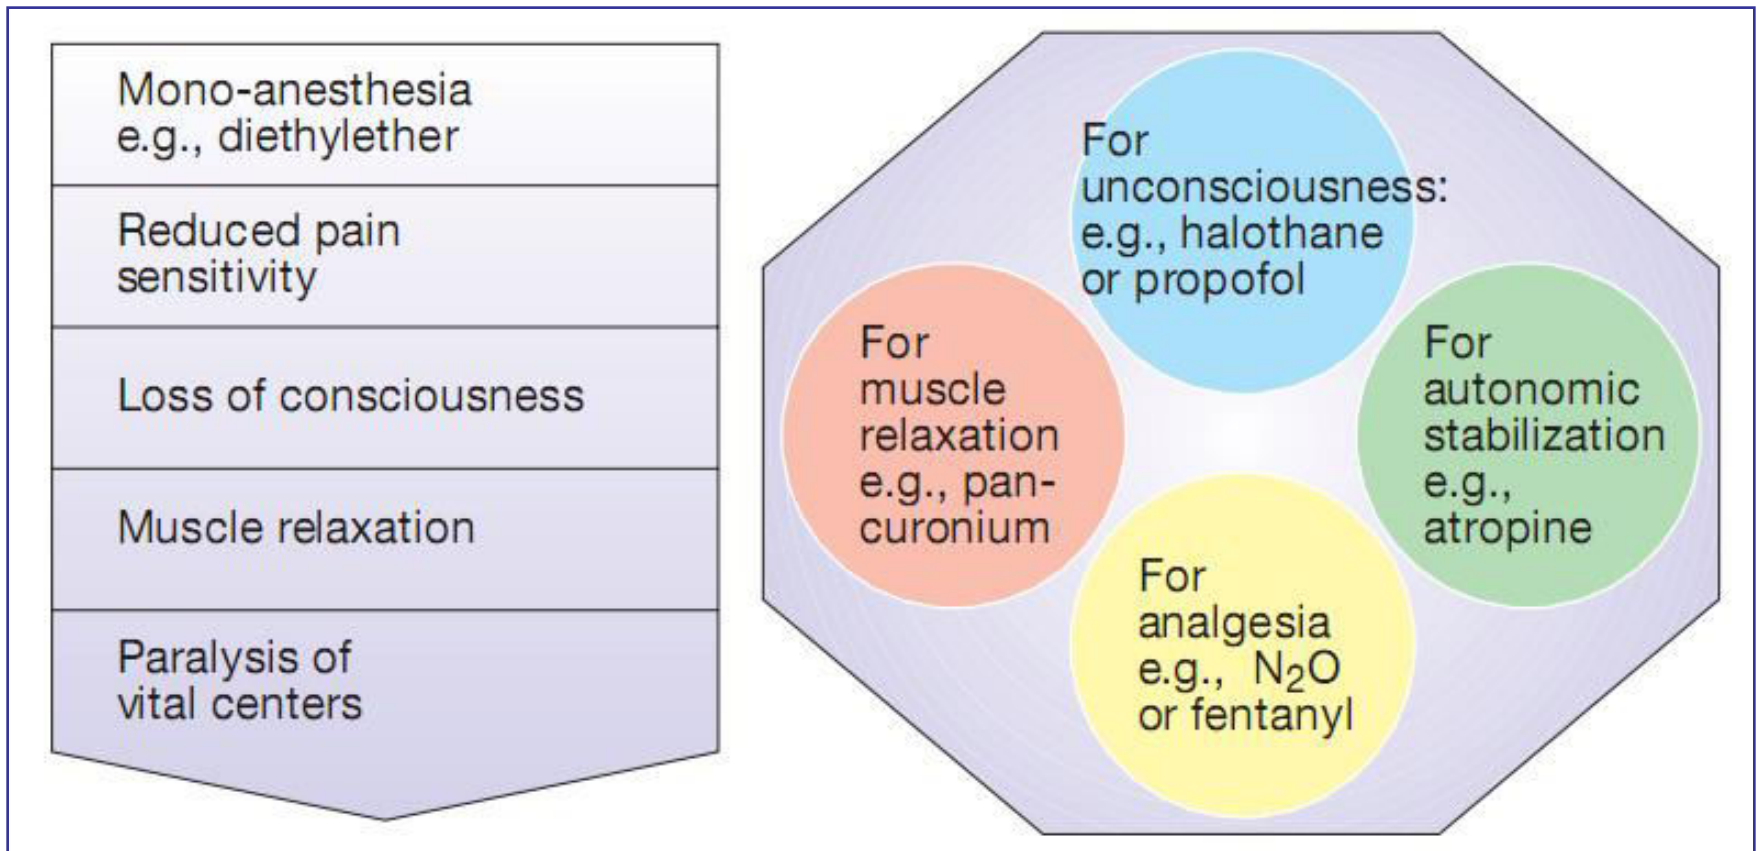 Mono-anesthesia
e.g., diethylether
Reduced pain
sensitivity
Loss of consciousness
Muscle relaxation
Paralysis of
vital centers
For
unconsciousness:
e.g., halothane
or propofol
For
muscle
relaxation
e.g., pan-
curonium
For
autonomic
stabilization
e.g.,
atropine
For
analgesia
e.g., N₂O
or fentanyl